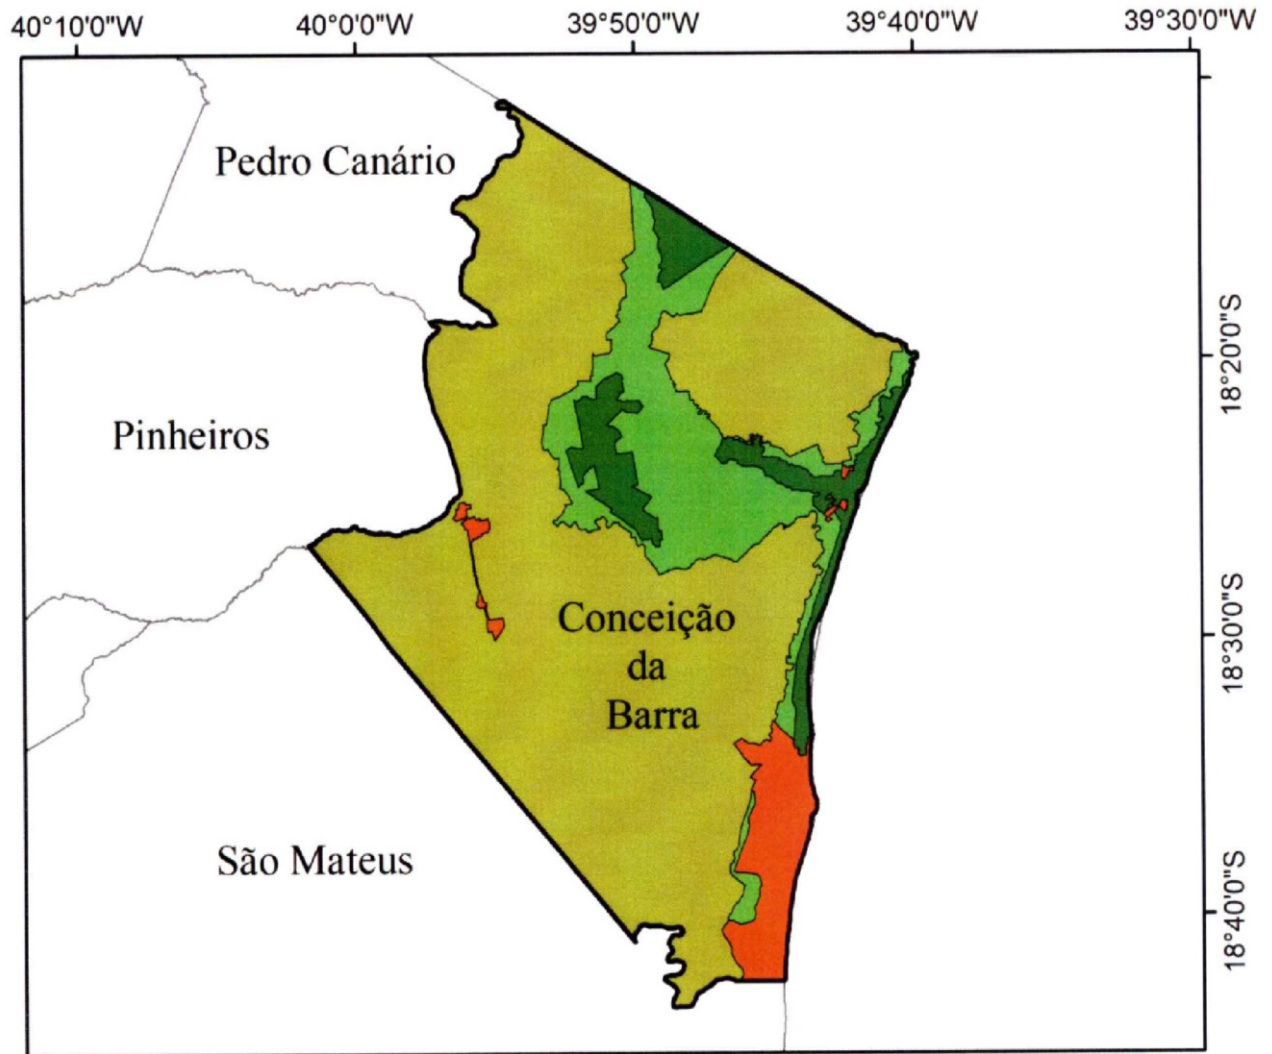 40°10'0"W
40°0'0"W
39°50'0"W
39°40'0"W
39°30'0"W
Pedro Canário
18°20'0"S
Pinheiros
Conceição
da
Barra
18°30'0"S
São Mateus
18°40'0"S